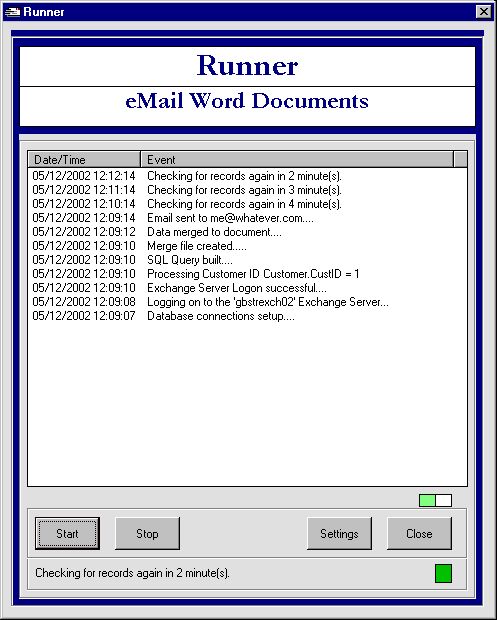 Runner
Runner
eMail Word Documents
Date/Time Event
05/12/2002 12:12:14 Checking for records again in 2 minute(s).
05/12/2002 12:11:14 Checking for records again in 3 minute(s).
05/12/2002 12:10:14 Checking for records again in 4 minute(s).
05/12/2002 12:09:14 Email sent to me@whatever.com....
05/12/2002 12:09:12 Data merged to document....
05/12/2002 12:09:10 Merge file created.....
05/12/2002 12:09:10 SQL Query built....
05/12/2002 12:09:10 Processing Customer ID Customer.CustID = 1
05/12/2002 12:09:10 Exchange Server Logon successful....
05/12/2002 12:09:08 Logging on to the 'gbstrexch02' Exchange Server...
05/12/2002 12:09:07 Database connections setup....
Start Stop Settings Close
Checking for records again in 2 minute(s).